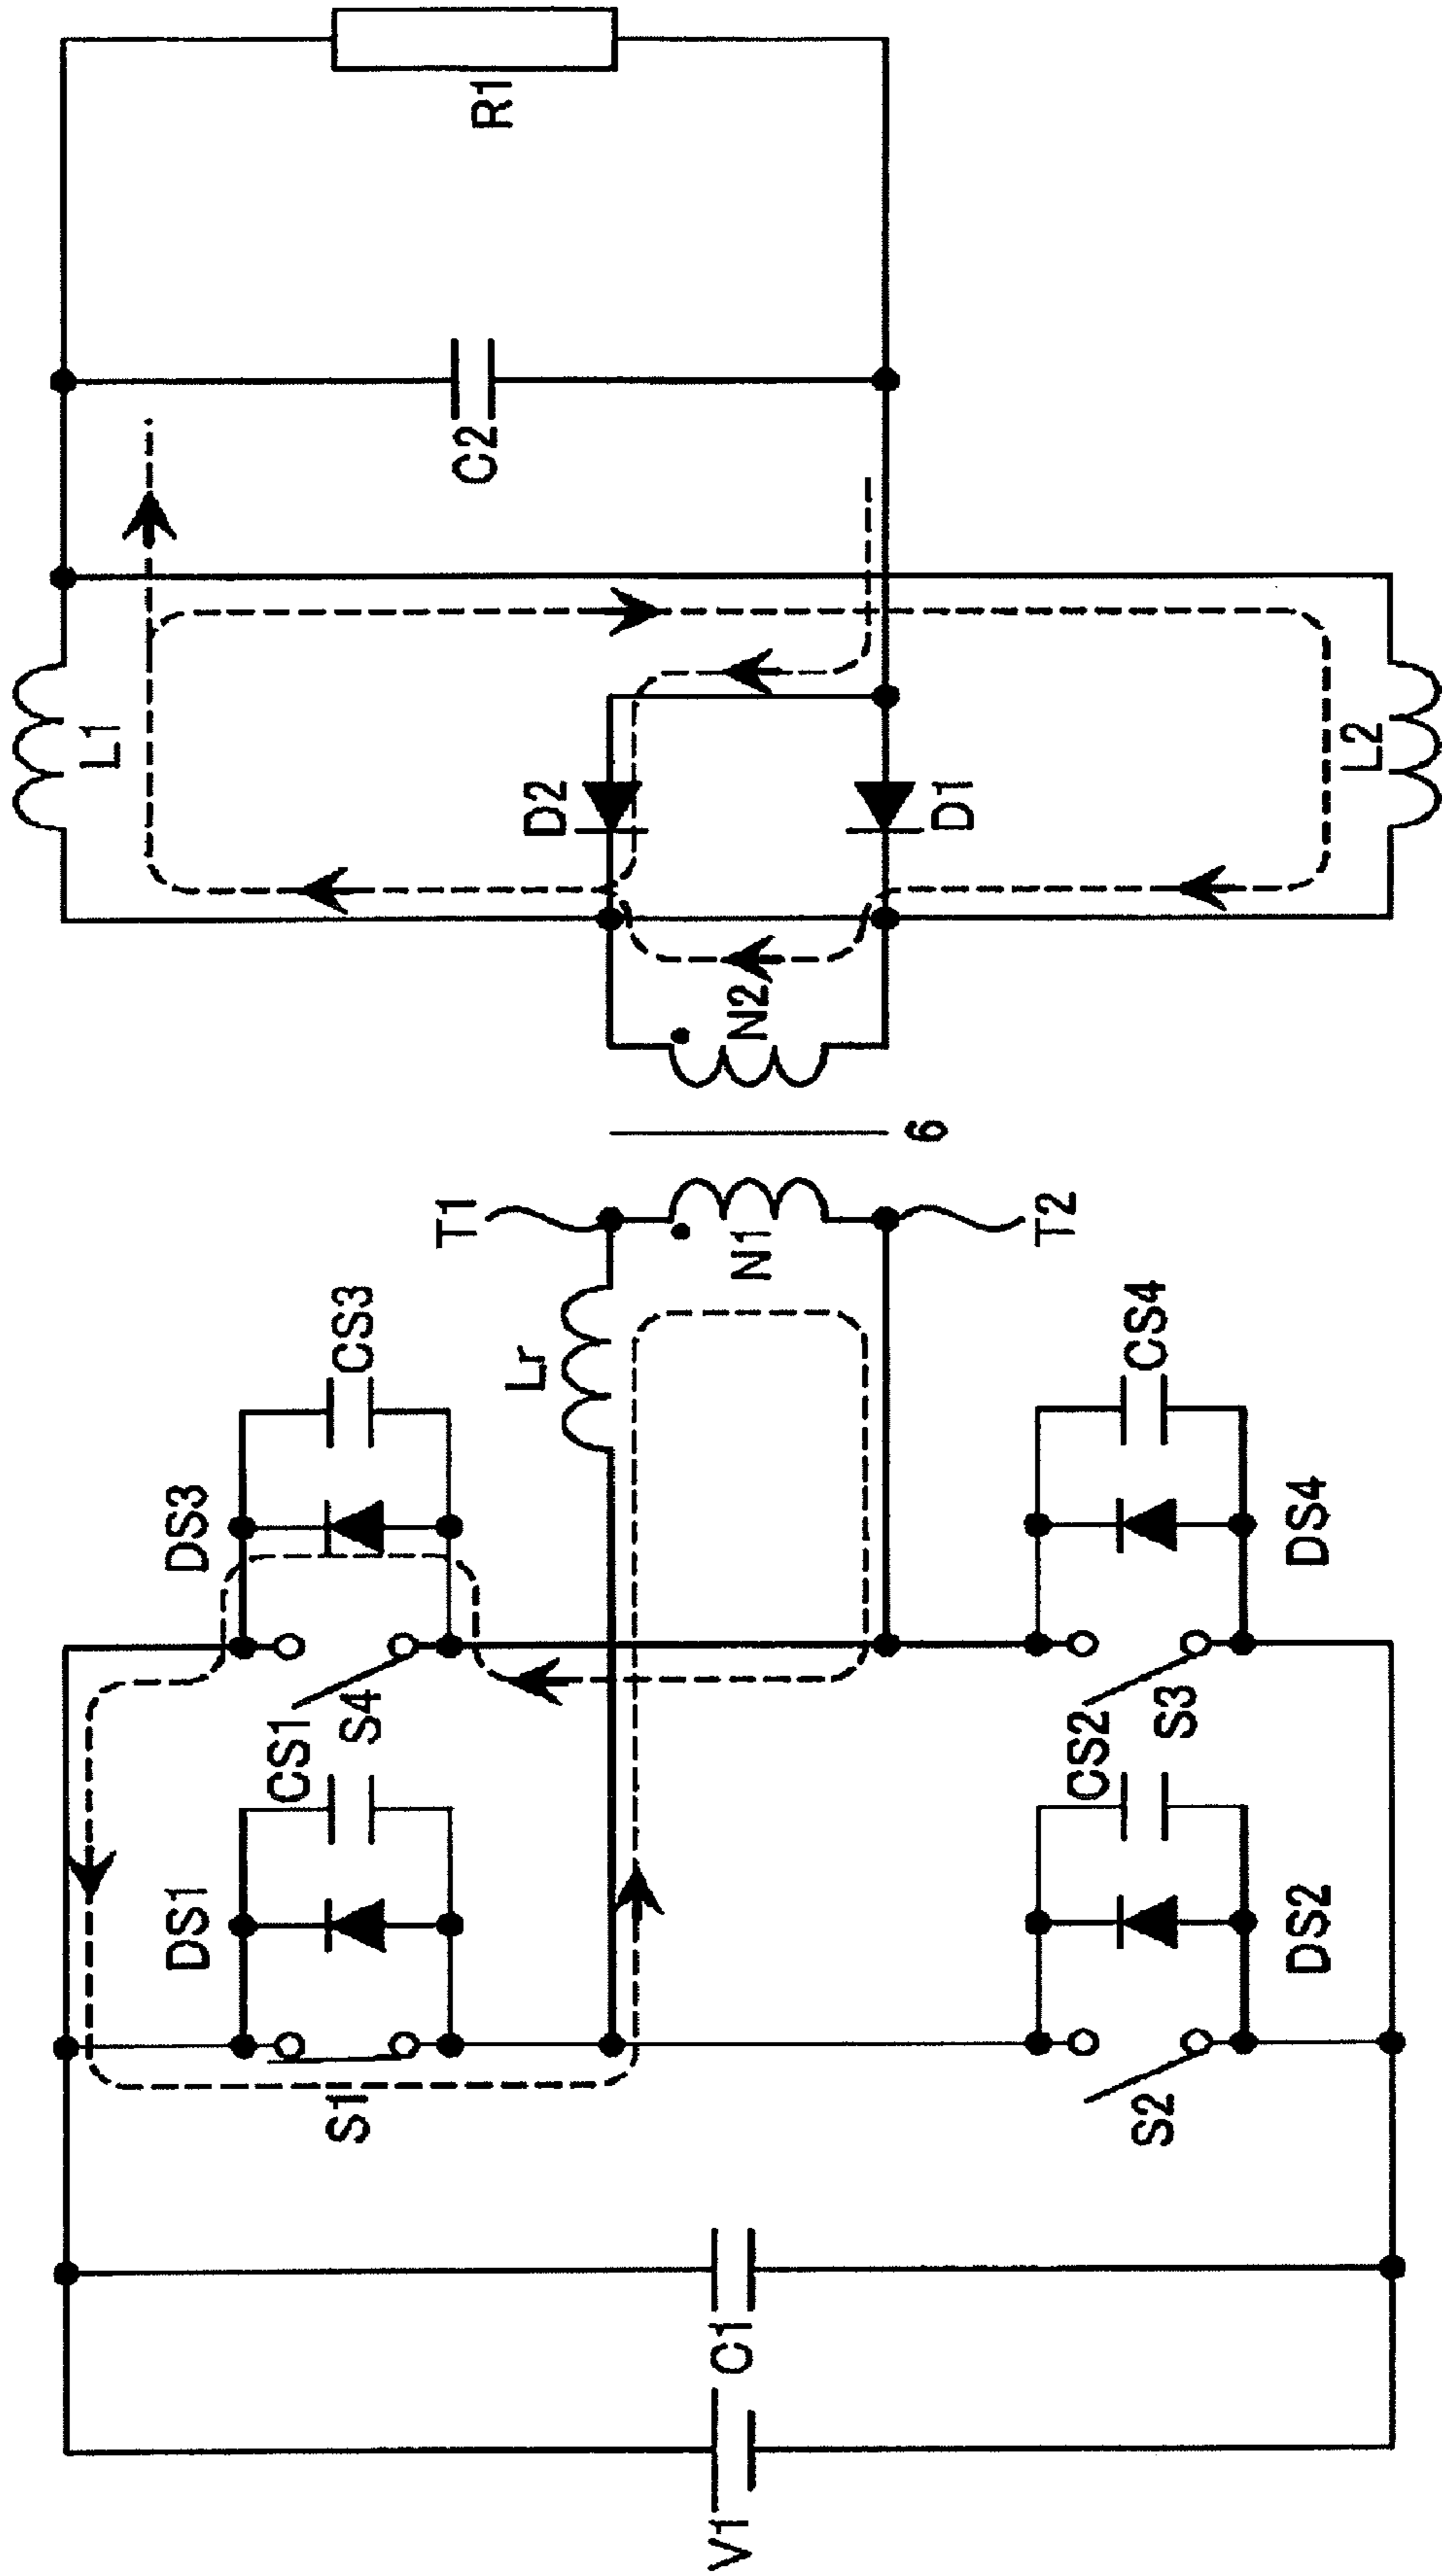 V1
C1
S1
DS1
CS1
S2
DS2
CS2
S4
DS3
CS3
S3
DS4
CS4
Lr
T1
N1
T2
6
N2
D2
D1
L1
L2
C2
R1